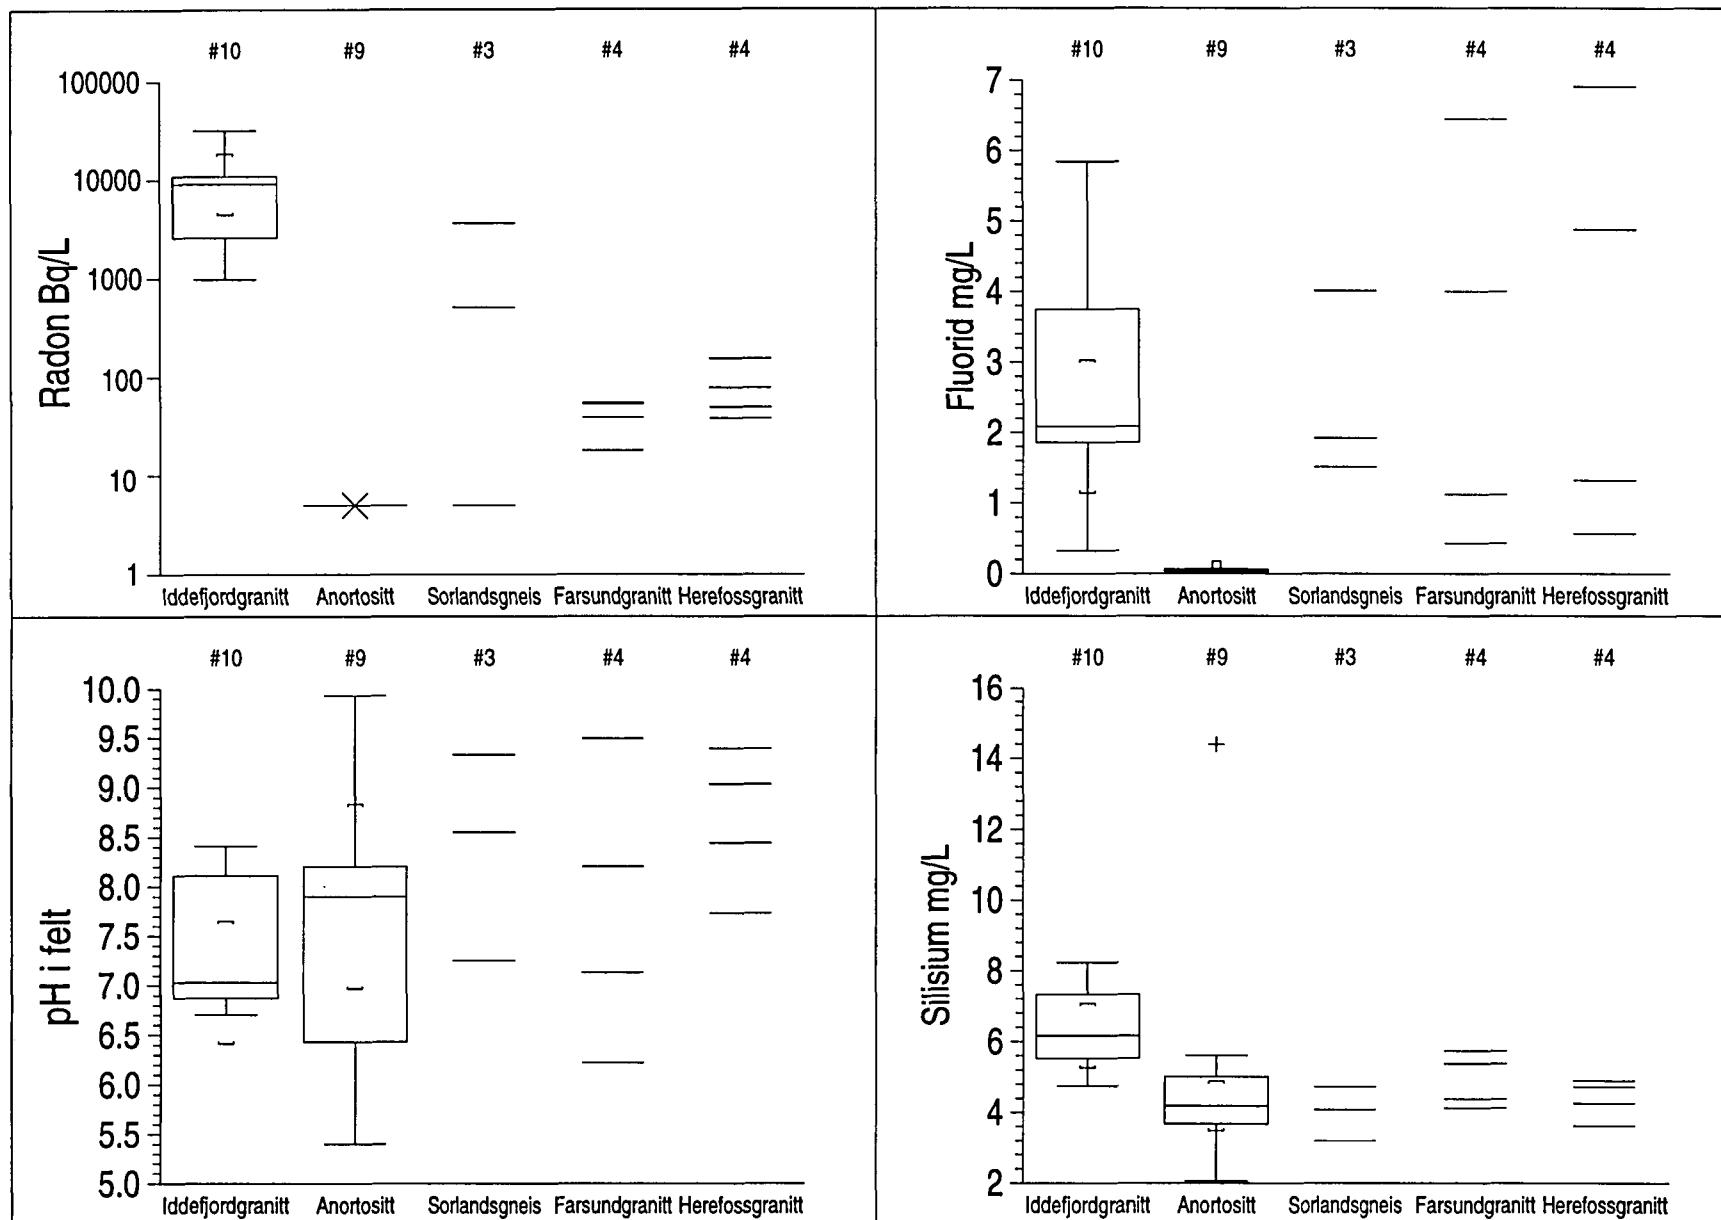 #10 #9 #3 #4 #4
Radon Bq/L
100000
10000
1000
100
10
1
Iddefjordgranitt Anortositt Sorlandsgneis Farsundgranitt Herefossgranitt
#10 #9 #3 #4 #4
Fluorid mg/L
7
6
5
4
3
2
1
0
Iddefjordgranitt Anortositt Sorlandsgneis Farsundgranitt Herefossgranitt
#10 #9 #3 #4 #4
pH i felt
10.0
9.5
9.0
8.5
8.0
7.5
7.0
6.5
6.0
5.5
5.0
Iddefjordgranitt Anortositt Sorlandsgneis Farsundgranitt Herefossgranitt
#10 #9 #3 #4 #4
Silisium mg/L
16
14
12
10
8
6
4
2
Iddefjordgranitt Anortositt Sorlandsgneis Farsundgranitt Herefossgranitt